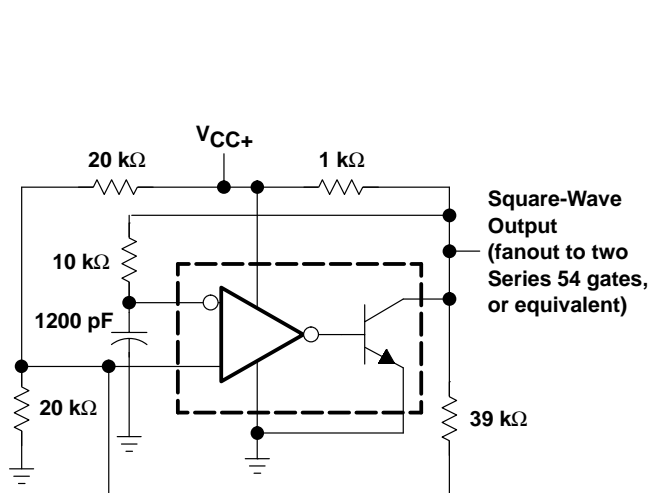 VCC+
20 kΩ
1 kΩ
Square-Wave
Output
(fanout to two
Series 54 gates,
or equivalent)
10 kΩ
1200 pF
20 kΩ
39 kΩ